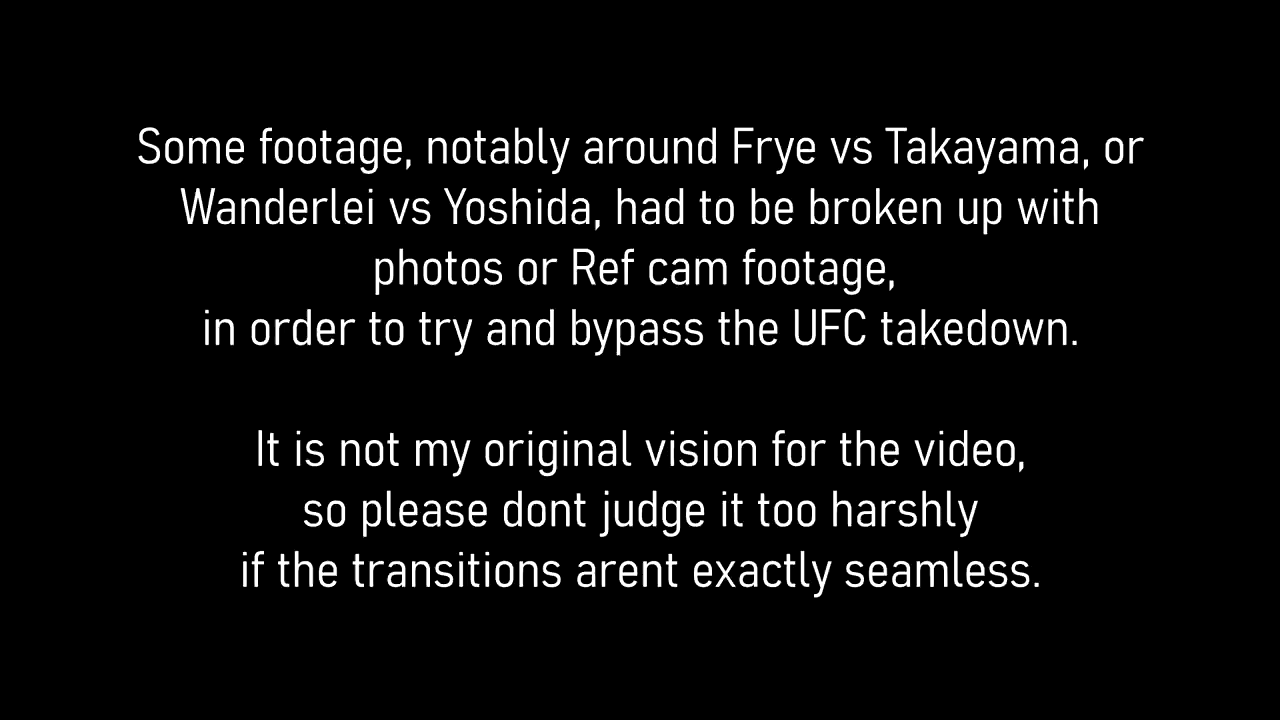 Some footage, notably around Frye vs Takayama, or
Wanderlei vs Yoshida, had to be broken up with
photos or Ref cam footage,
in order to try and bypass the UFC takedown.
It is not my original vision for the video,
so please dont judge it too harshly
if the transitions arent exactly seamless.